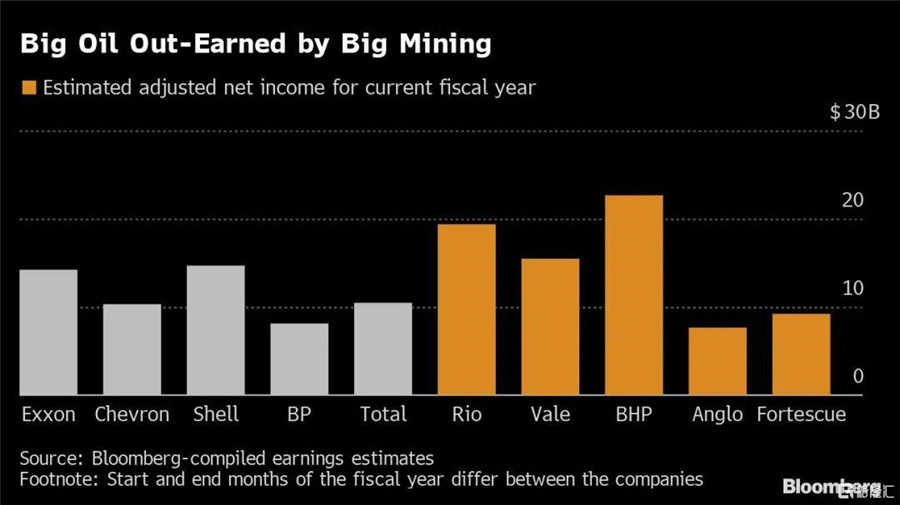 Big Oil Out-Earned by Big Mining
Estimated adjusted net income for current fiscal year
$30B
20
10
0
Exxon Chevron Shell BP Total Rio Vale BHP Anglo Fortescue
Source: Bloomberg-compiled earnings estimates
Footnote: Start and end months of the fiscal year differ between the companies
Bloomberg